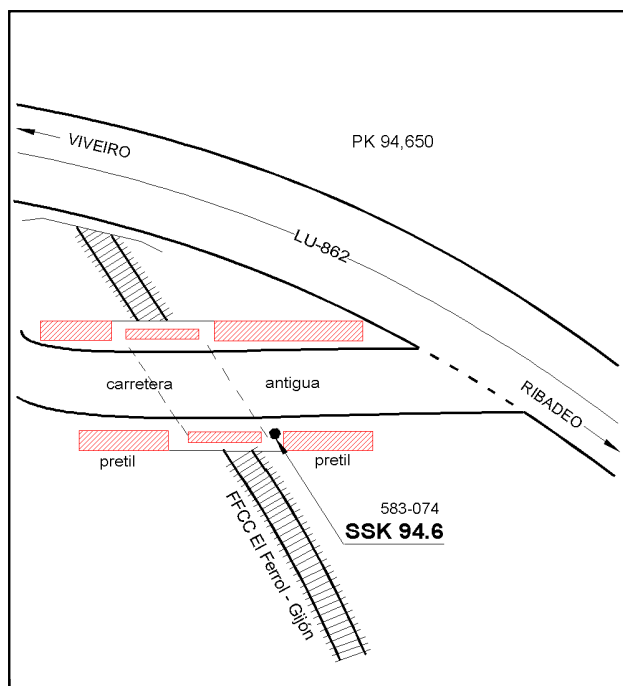 PK 94,650
VIVEIRO
LU-862
carretera
antigua
RIBADEO
pretil
pretil
583-074
SSK 94.6
FFCC El Ferrol - Gijón